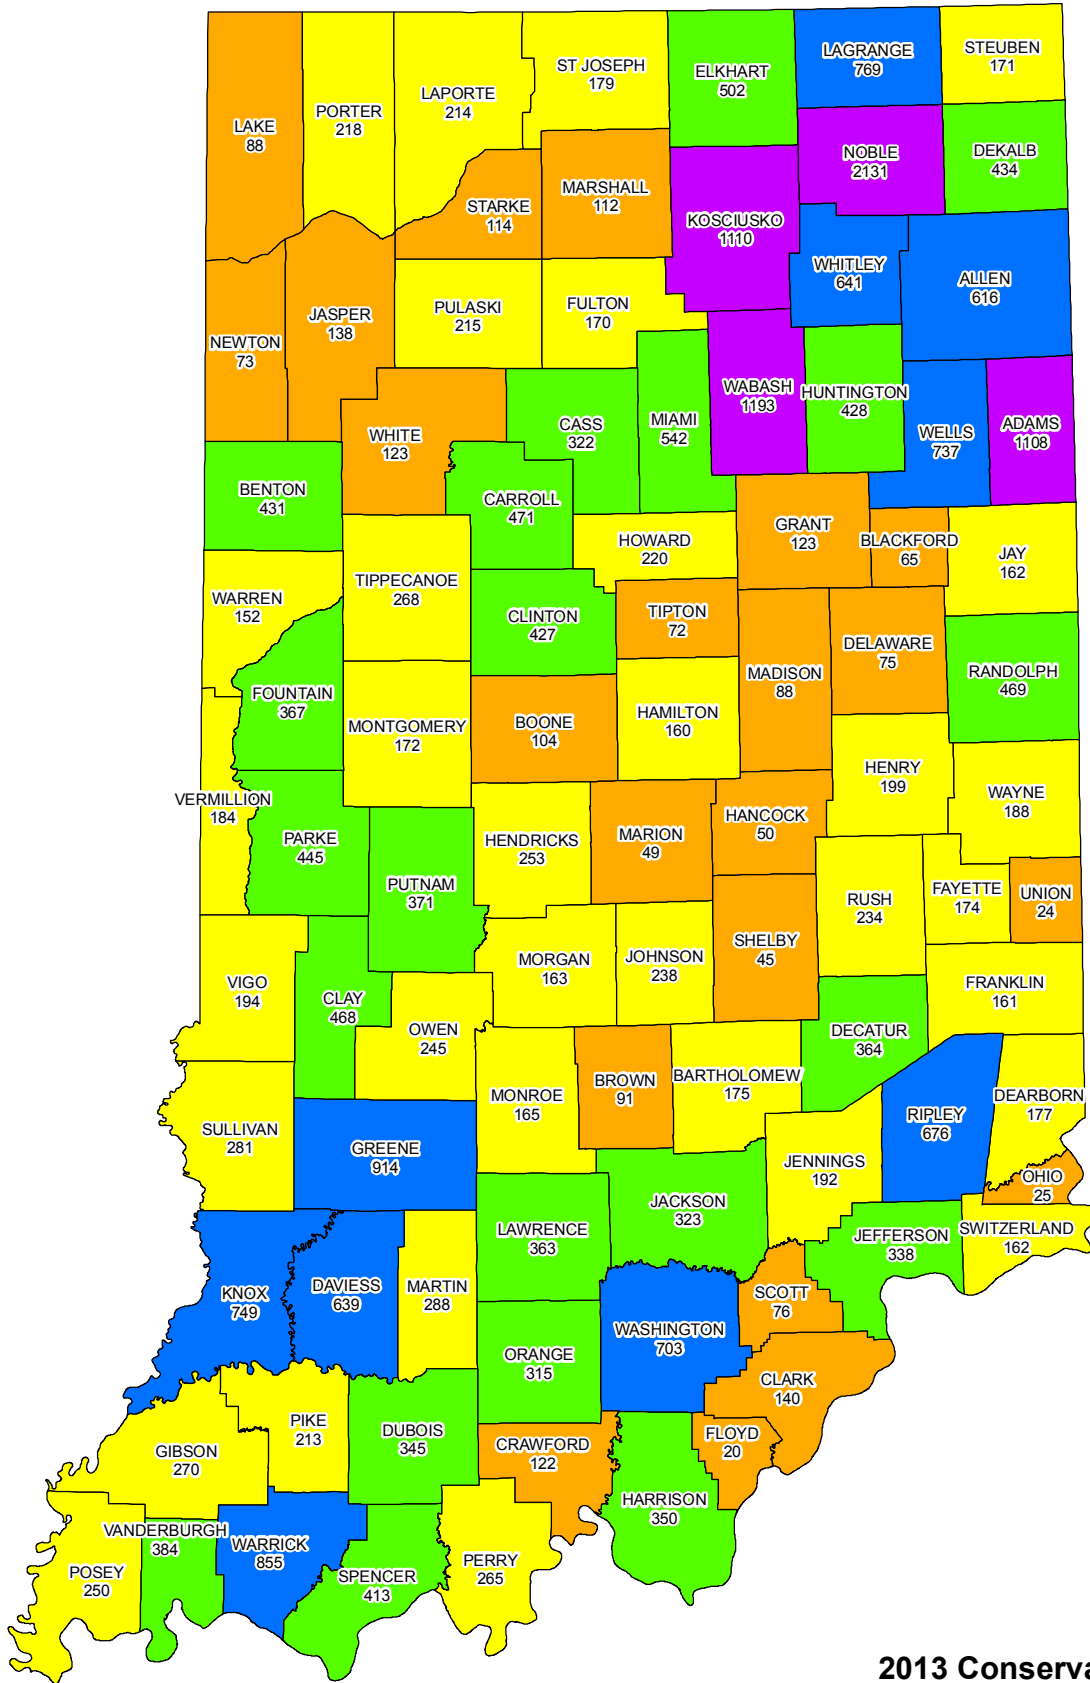 LAGRANGE
769
STEUBEN
171
ST JOSEPH
179
ELKHART
502
LAPORTE
214
PORTER
218
LAKE
88
NOBLE
2131
DEKALB
434
MARSHALL
112
STARKE
114
KOSCIUSKO
1110
WHITLEY
641
ALLEN
616
PULASKI
215
FULTON
170
JASPER
138
NEWTON
73
WABASH
1193
HUNTINGTON
428
MIAMI
542
CASS
322
WHITE
123
WELLS
737
ADAMS
1108
BENTON
431
CARROLL
471
GRANT
123
BLACKFORD
65
HOWARD
220
JAY
162
TIPPECANOE
268
WARREN
152
CLINTON
427
TIPTON
72
DELAWARE
75
MADISON
88
RANDOLPH
469
FOUNTAIN
367
MONTGOMERY
172
BOONE
104
HAMILTON
160
HENRY
199
WAYNE
188
VERMILLION
184
HANCOCK
50
PARKE
445
HENDRICKS
253
MARION
49
PUTNAM
371
RUSH
234
FAYETTE
174
UNION
24
SHELBY
45
MORGAN
163
JOHNSON
238
VIGO
194
FRANKLIN
161
CLAY
468
OWEN
245
DECATUR
364
MONROE
165
BROWN
91
BARTHOLOMEW
175
DEARBORN
177
RIPLEY
676
SULLIVAN
281
GREENE
914
JENNINGS
192
OHIO
25
JACKSON
323
LAWRENCE
363
JEFFERSON
338
SWITZERLAND
162
KNOX
749
DAVIESS
639
MARTIN
288
SCOTT
76
WASHINGTON
703
ORANGE
315
CLARK
140
PIKE
213
DUBOIS
345
FLOYD
20
CRAWFORD
122
GIBSON
270
HARRISON
350
VANDERBURGH
384
WARRICK
855
PERRY
265
POSEY
250
SPENCER
413
2013 Conserva